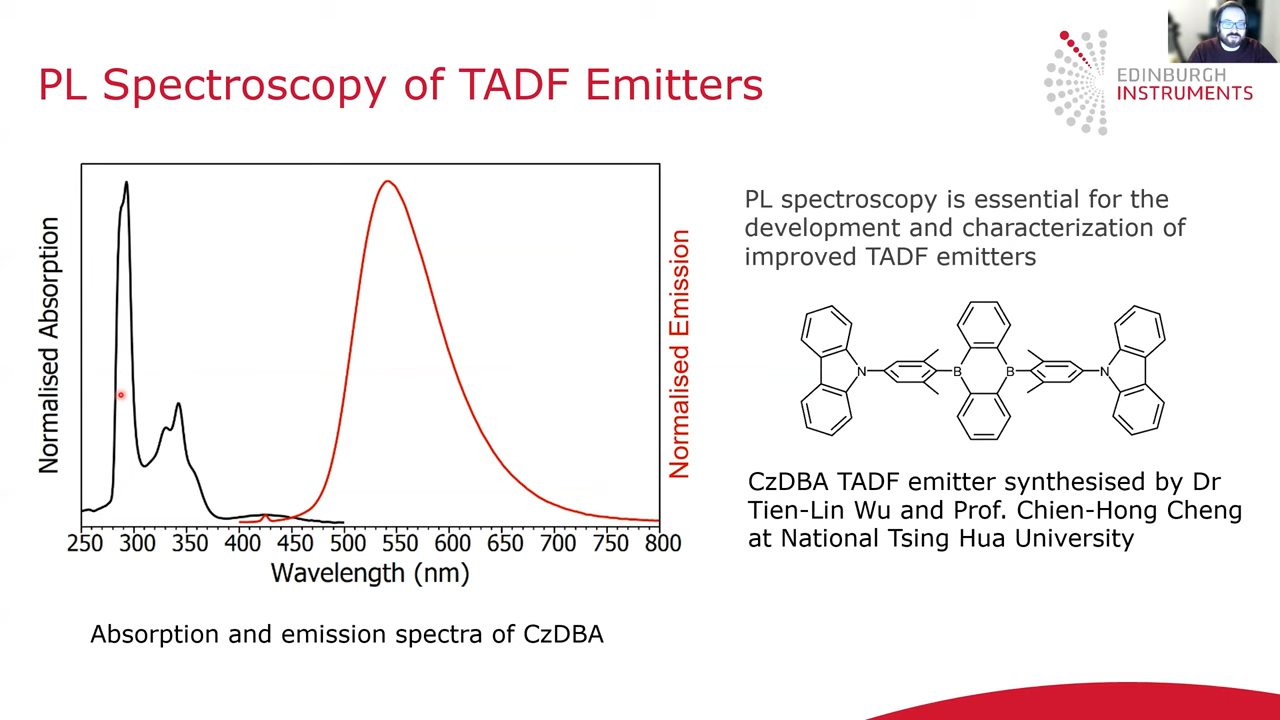 PL Spectroscopy of TADF Emitters
EDINBURGH
INSTRUMENTS
Normalised Absorption
Normalised Emission
250 300 350 400 450 500 550 600 650 700 750 800
Wavelength (nm)
Absorption and emission spectra of CzDBA
PL spectroscopy is essential for the
development and characterization of
improved TADF emitters
N B B N
CzDBA TADF emitter synthesised by Dr
Tien-Lin Wu and Prof. Chien-Hong Cheng
at National Tsing Hua University